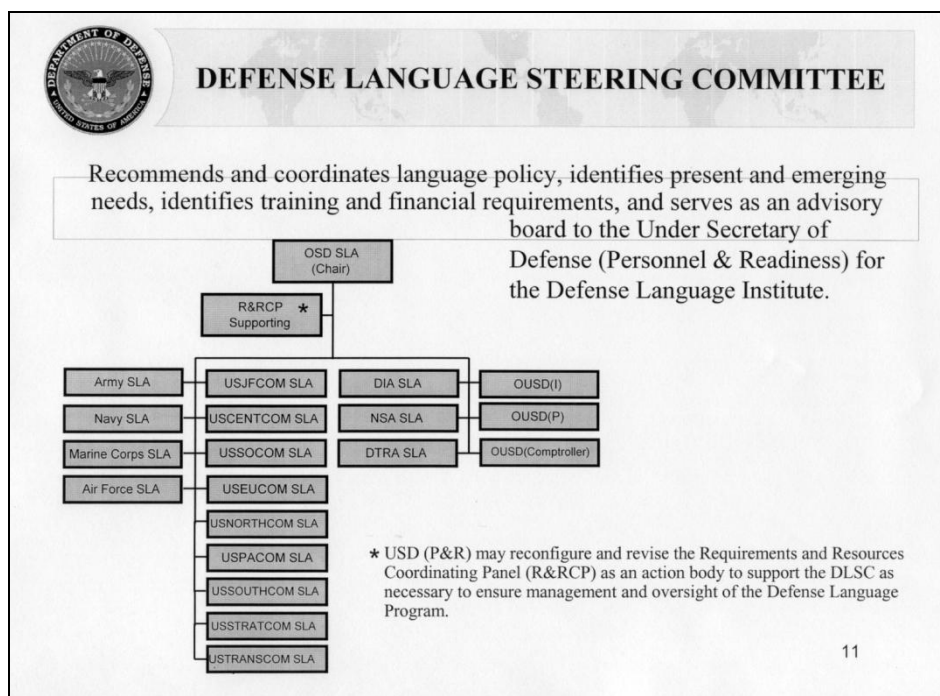 DEPARTMENT OF DEFENSE
UNITED STATES OF AMERICA
DEFENSE LANGUAGE STEERING COMMITTEE
Recommends and coordinates language policy, identifies present and emerging
needs, identifies training and financial requirements, and serves as an advisory
board to the Under Secretary of
Defense (Personnel & Readiness) for
the Defense Language Institute.
OSD SLA
(Chair)
R&RCP *
Supporting
Army SLA
Navy SLA
Marine Corps SLA
Air Force SLA
USJFCOM SLA
USCENTCOM SLA
USSOCOM SLA
USEUCOM SLA
USNORTHCOM SLA
USPACOM SLA
USSOUTHCOM SLA
USSTRATCOM SLA
USTRANSCOM SLA
DIA SLA
NSA SLA
DTRA SLA
OUSD(I)
OUSD(P)
OUSD(Comptroller)
* USD (P&R) may reconfigure and revise the Requirements and Resources
Coordinating Panel (R&RCP) as an action body to support the DLSC as
necessary to ensure management and oversight of the Defense Language
Program.
11